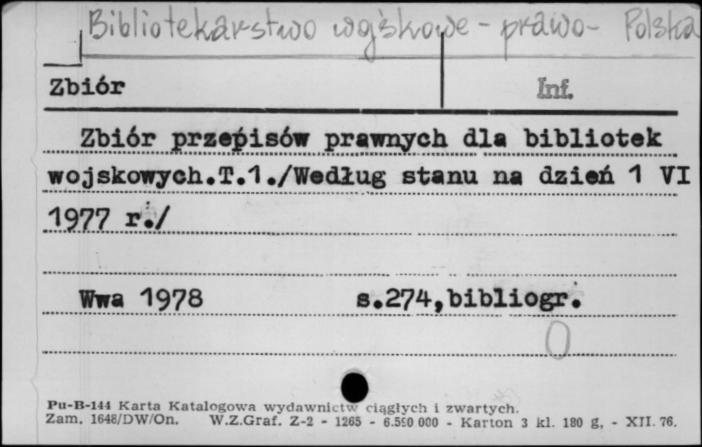 Bibliotekarstwo wojskowe - prawo - Polska
Zbiór Inf.
Zbiór przepisów prawnych dla bibliotek
wojskowych.T.1./Według stanu na dzień 1 VI
1977 r./
Wwa 1978 s.274,bibliogr.
0
Pu-B-144 Karta Katalogowa wydawnictw ciągłych i zwartych.
Zam. 1648/DW/On. W.Z.Graf. Z-2 - 1265 - 6.590 000 - Karton 3 kl. 180 g, - XII. 76.